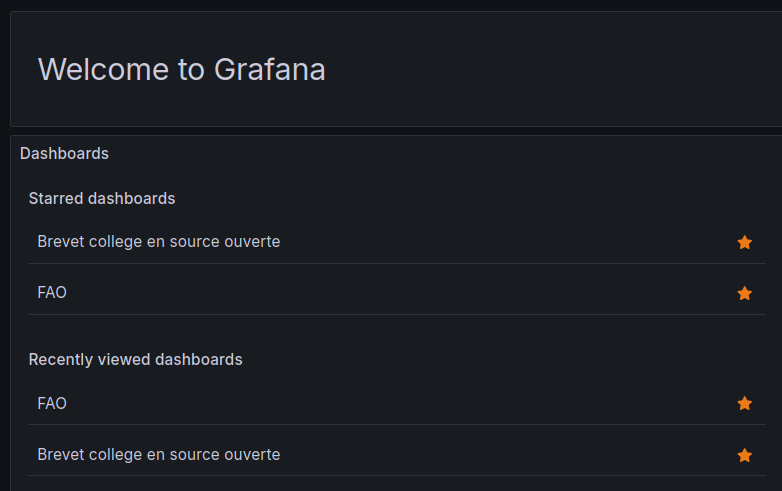 Welcome to Grafana
Dashboards
Starred dashboards
Brevet college en source ouverte
FAO
Recently viewed dashboards
FAO
Brevet college en source ouverte